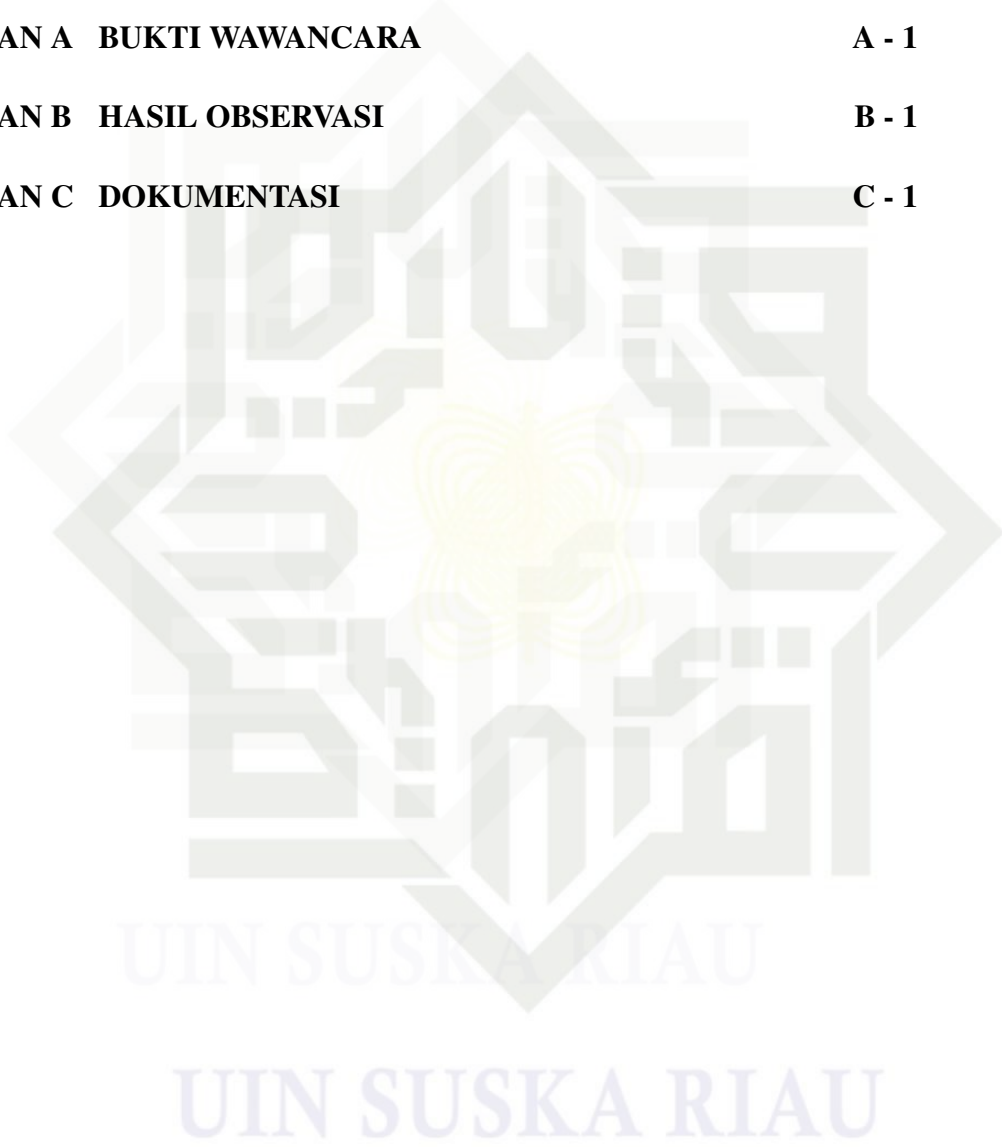 AN A BUKTI WAWANCARA A - 1
AN B HASIL OBSERVASI B - 1
AN C DOKUMENTASI C - 1
UIN SUSKA RIAU
UIN SUSKA RIAU